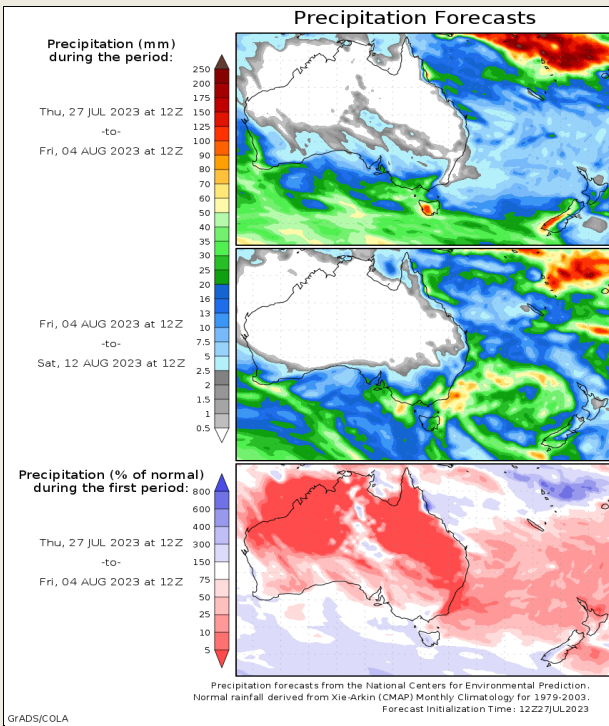 Precipitation Forecasts
Precipitation (mm)
during the period:
Thu, 27 JUL 2023 at 12Z
-to-
Fri, 04 AUG 2023 at 12Z
250
200
175
150
125
100
90
80
70
60
50
40
35
30
25
20
16
13
10
7.5
5
2.5
2
1.5
1
0.5
Fri, 04 AUG 2023 at 12Z
-to-
Sat, 12 AUG 2023 at 12Z
Precipitation (% of normal)
during the first period:
Thu, 27 JUL 2023 at 12Z
-to-
Fri, 04 AUG 2023 at 12Z
800
600
400
300
150
75
50
25
10
5
Precipitation forecasts from the National Centers for Environmental Prediction.
Normal rainfall derived from Xie-Arkin (CMAP) Monthly Climatology for 1979-2003.
Forecast Initialization Time: 12Z27JUL2023
GrADS/COLA